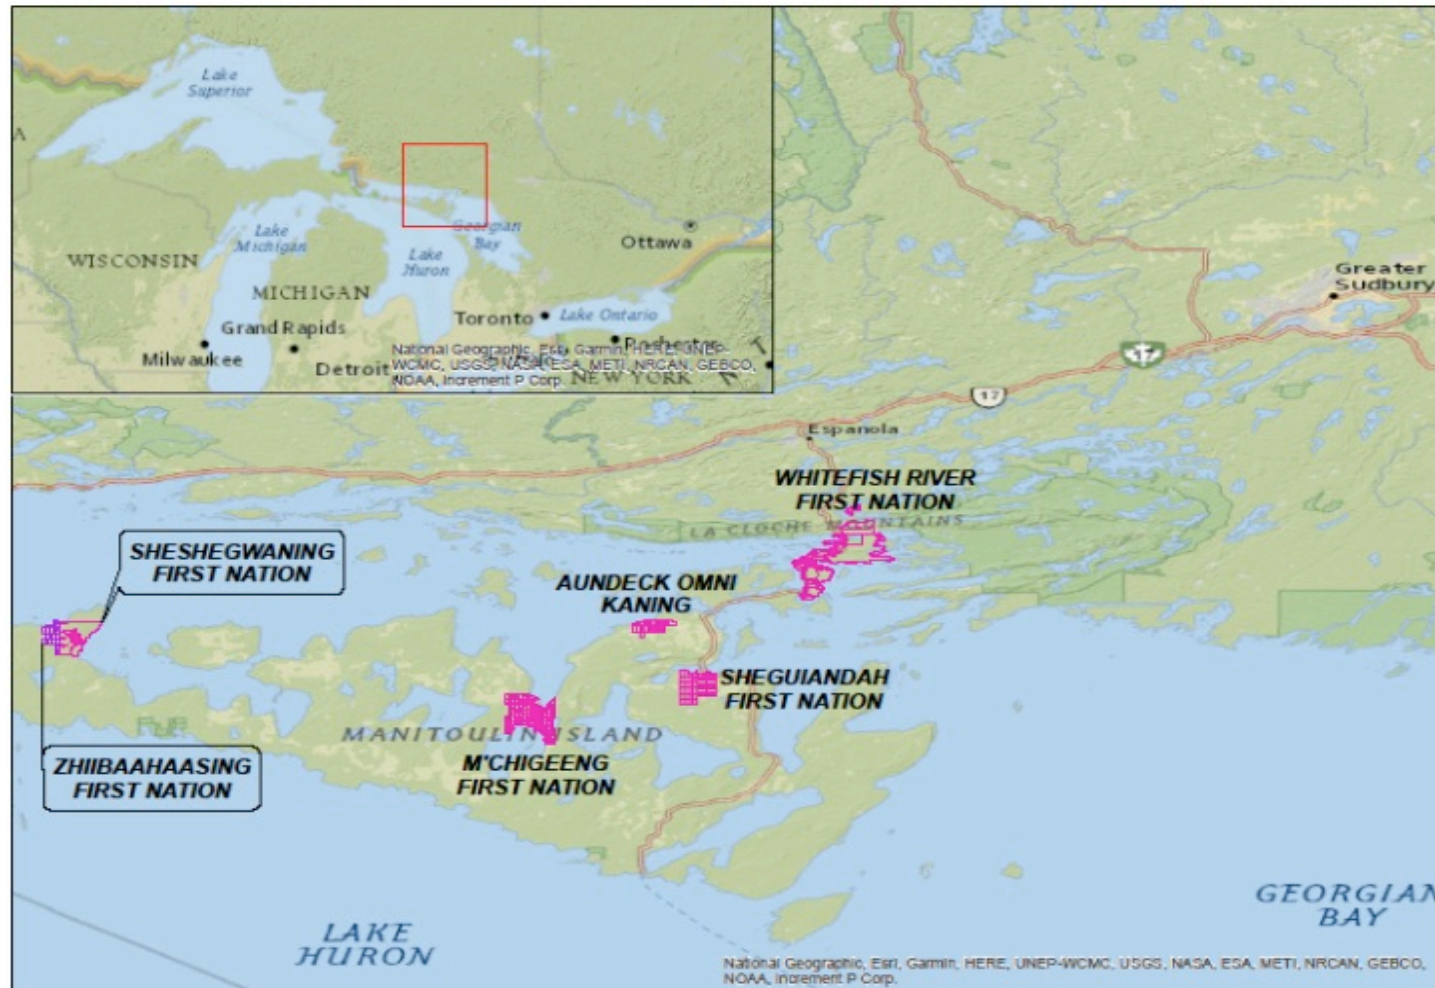 Lake
Superior
A
WISCONSIN
Lake
Michigan
MICHIGAN
Grand Rapids
Milwaukee
Detroit
Lake
Huron
Georgian
Bay
Ottawa
Toronto
Lake Ontario
Rochester
NEW YORK
National Geographic, Esri, Garmin, HERE, UNEP-
WCMC, USGS, NASA, ESA, METI, NRCAN, GEBCO,
NOAA, Increment P Corp.
Greater
Sudbury
17
17
Espanola
WHITEFISH RIVER
FIRST NATION
LA CLOCHE MOUNTAINS
SHESHEGWANING
FIRST NATION
AUNDECK OMNI
KANING
SHEGUIANDAH
FIRST NATION
MANITOULIN ISLAND
ZHIIBAAHAASING
FIRST NATION
M'CHIGEENG
FIRST NATION
LAKE
HURON
GEORGIAN
BAY
National Geographic, Esri, Garmin, HERE, UNEP-WCMC, USGS, NASA, ESA, METI, NRCAN, GEBCO,
NOAA, Increment P Corp.